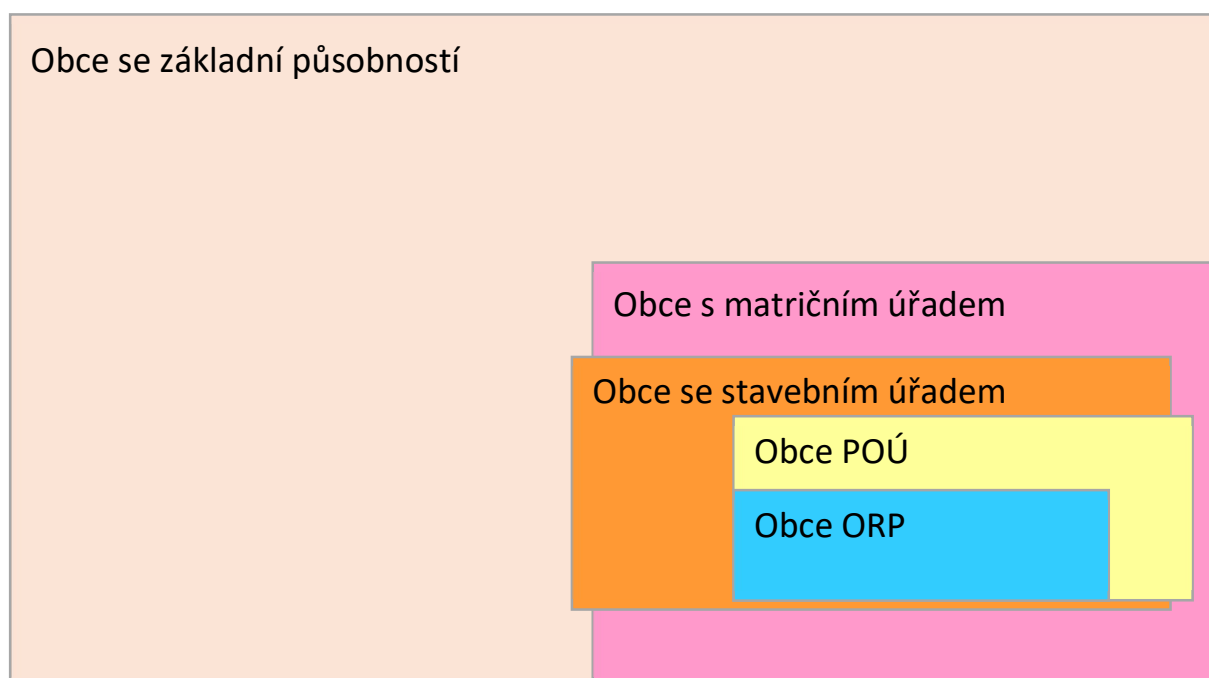 Obce se základní působností
Obce s matričním úřadem
Obce se stavebním úřadem
Obce POÚ
Obce ORP